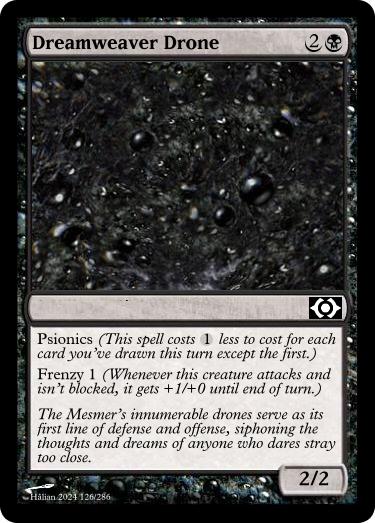 Dreamweaver Drone 2
Psionics (This spell costs 1 less to cost for each
card you've drawn this turn except the first.)
Frenzy 1 (Whenever this creature attacks and
isn't blocked, it gets +1/+0 until end of turn.)
The Mesmer's innumerable drones serve as its
first line of defense and offense, siphoning the
thoughts and dreams of anyone who dares stray
too close.
2/2
Hálian 2024 126/286